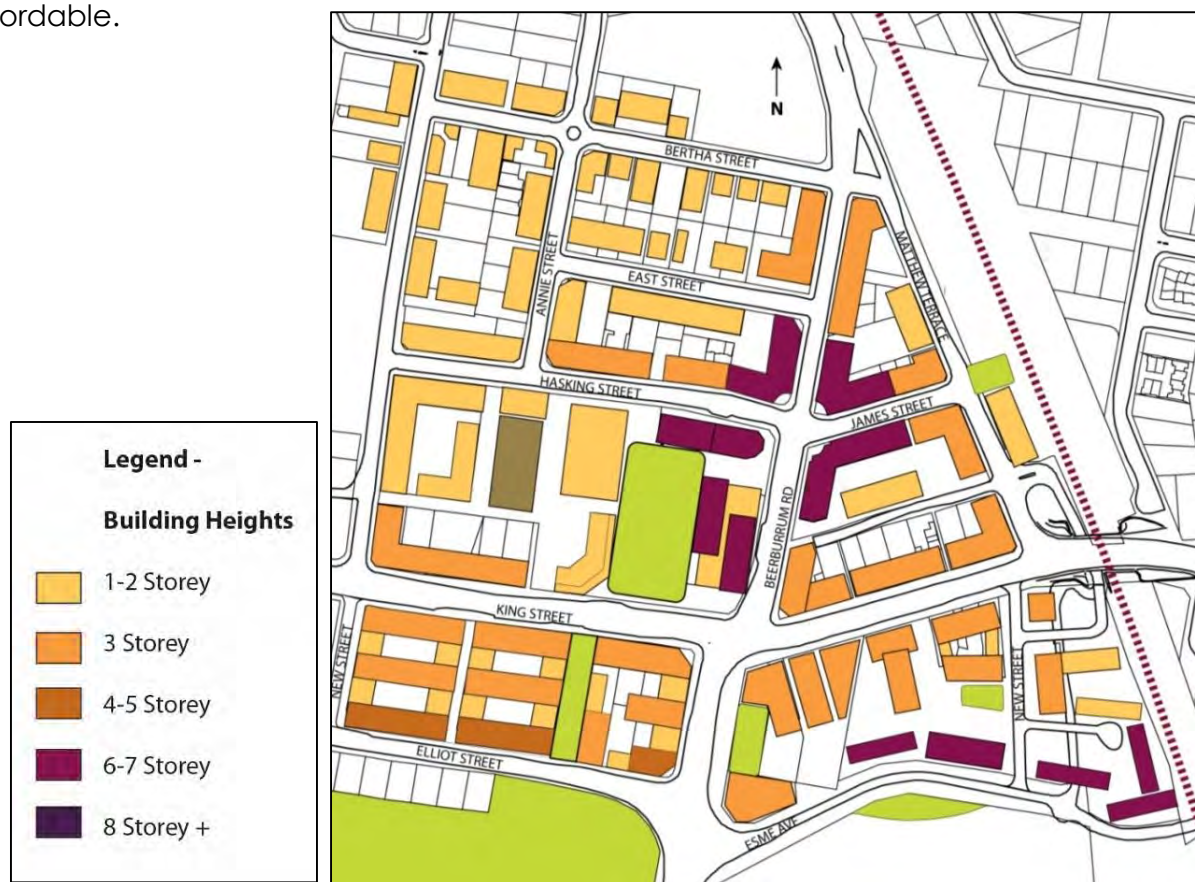 ordable.
N
BERTHA STREET
MATTHEW TERRACE
ANNIE STREET
EAST STREET
HASKING STREET
JAMES STREET
BEERBURRUM RD
KING STREET
NEW STREET
NEW STREET
ELLIOT STREET
ESME AVE
Legend -
Building Heights
1-2 Storey
3 Storey
4-5 Storey
6-7 Storey
8 Storey +